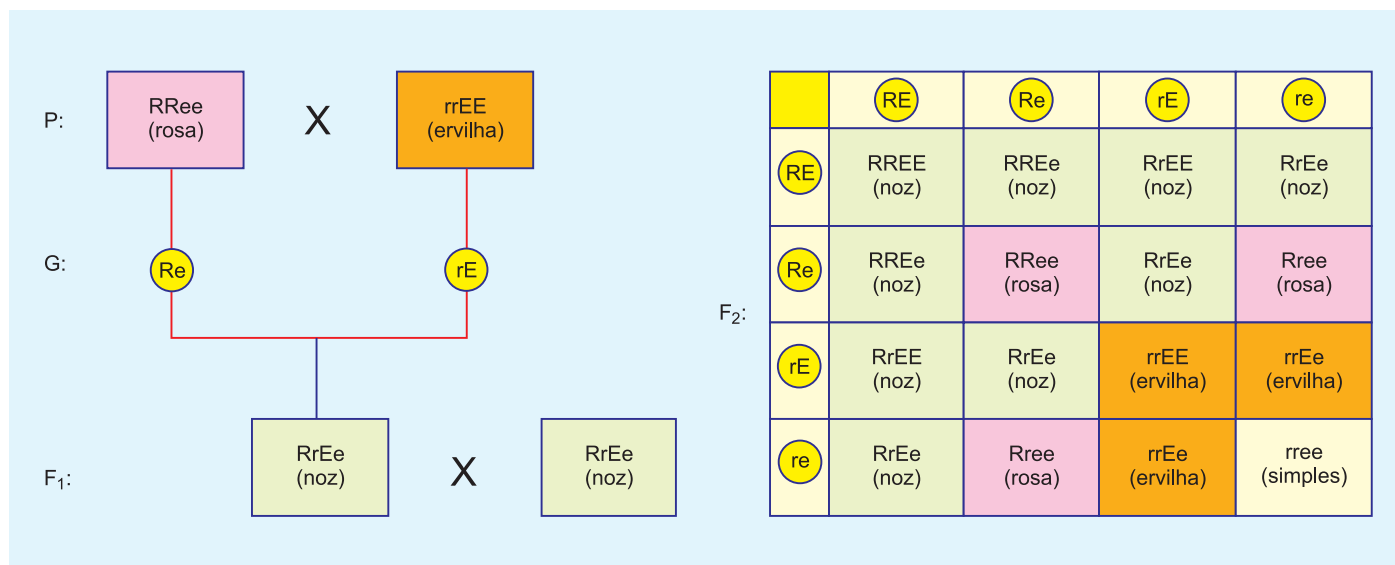 P:
RRee
(rosa)
X
rrEE
(ervilha)
G:
Re
rE
F1:
RrEe
(noz)
X
RrEe
(noz)
F2:
RE Re rE re
RE
RREE RREe RrEE RrEe
(noz) (noz) (noz) (noz)
Re
RREe RRee RrEe Rree
(noz) (rosa) (noz) (rosa)
rE
RrEE RrEe rrEE rrEe
(noz) (noz) (ervilha) (ervilha)
re
RrEe Rree rrEe rree
(noz) (rosa) (ervilha) (simples)